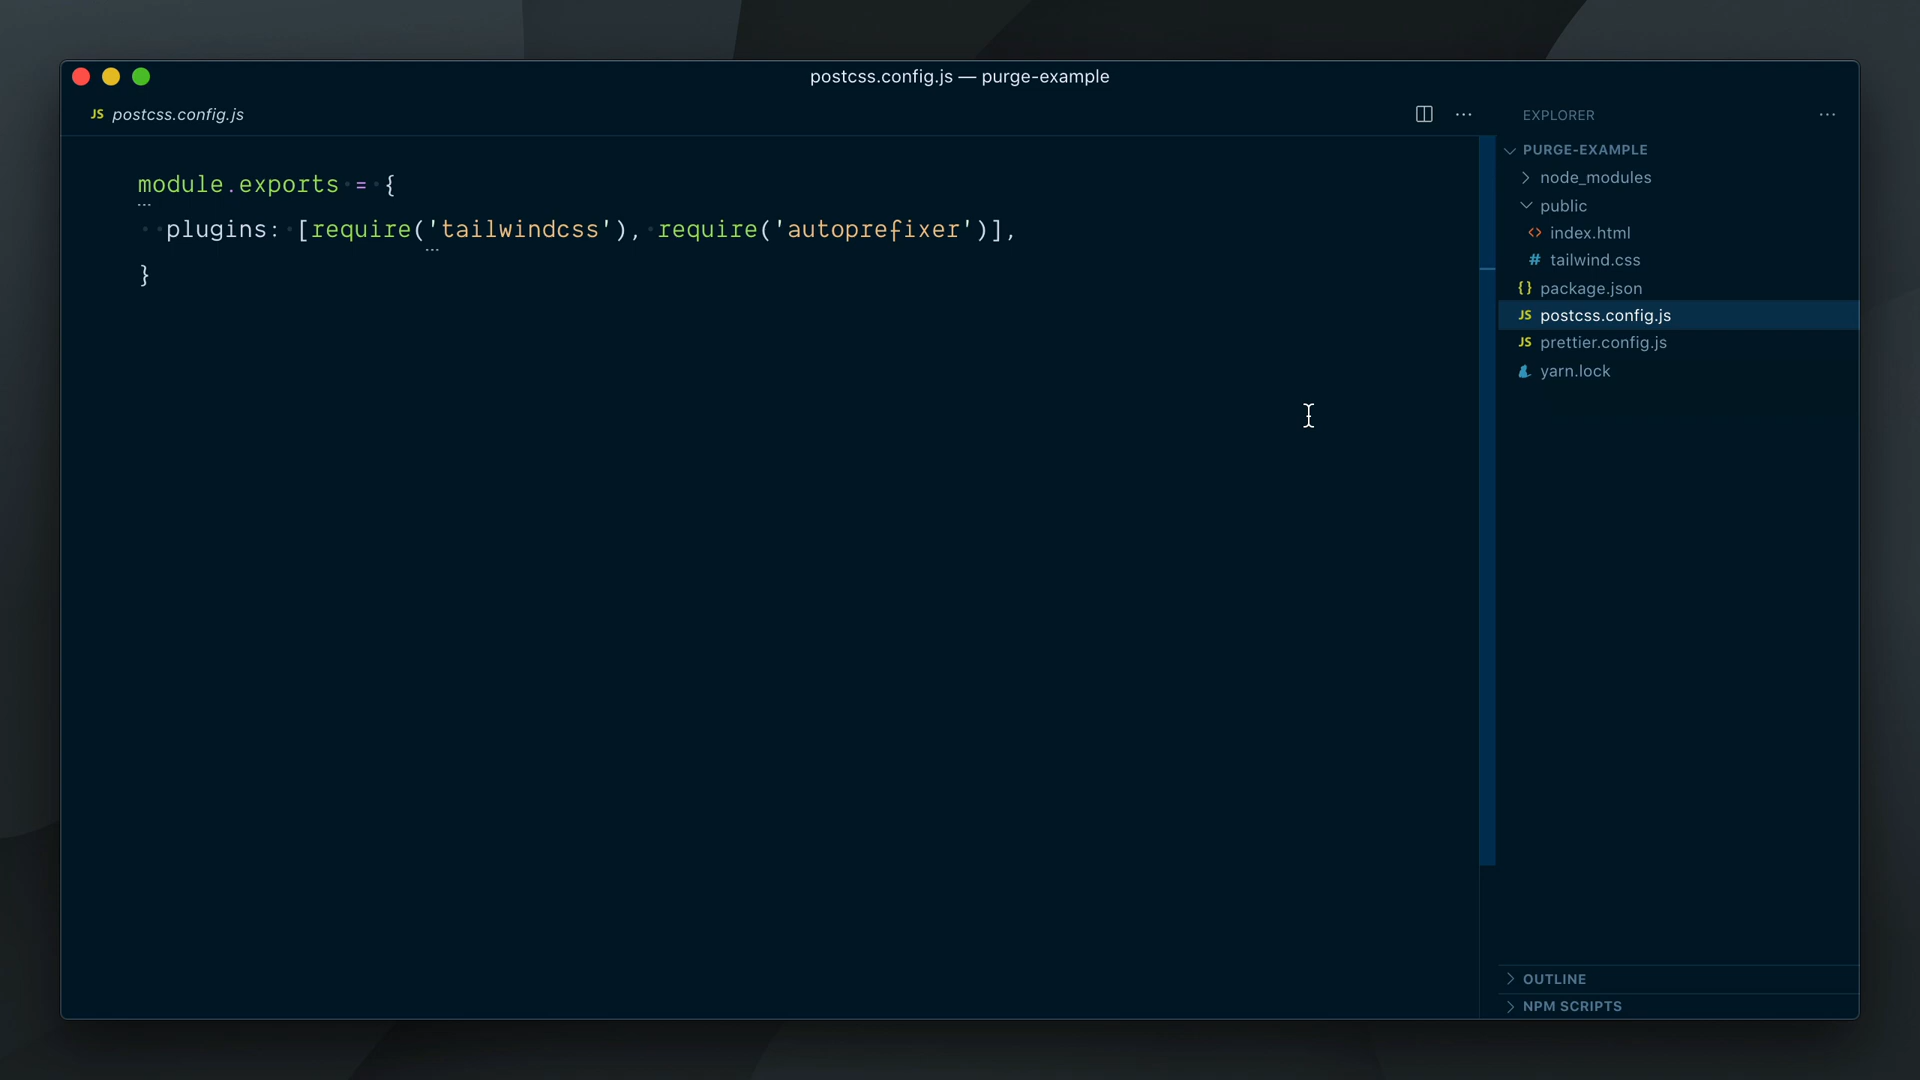 postcss.config.js — purge-example
JS postcss.config.js
module.exports = {
  plugins: [require('tailwindcss'), require('autoprefixer')],
}
EXPLORER
PURGE-EXAMPLE
node_modules
public
<> index.html
# tailwind.css
{} package.json
JS postcss.config.js
JS prettier.config.js
yarn.lock
OUTLINE
NPM SCRIPTS